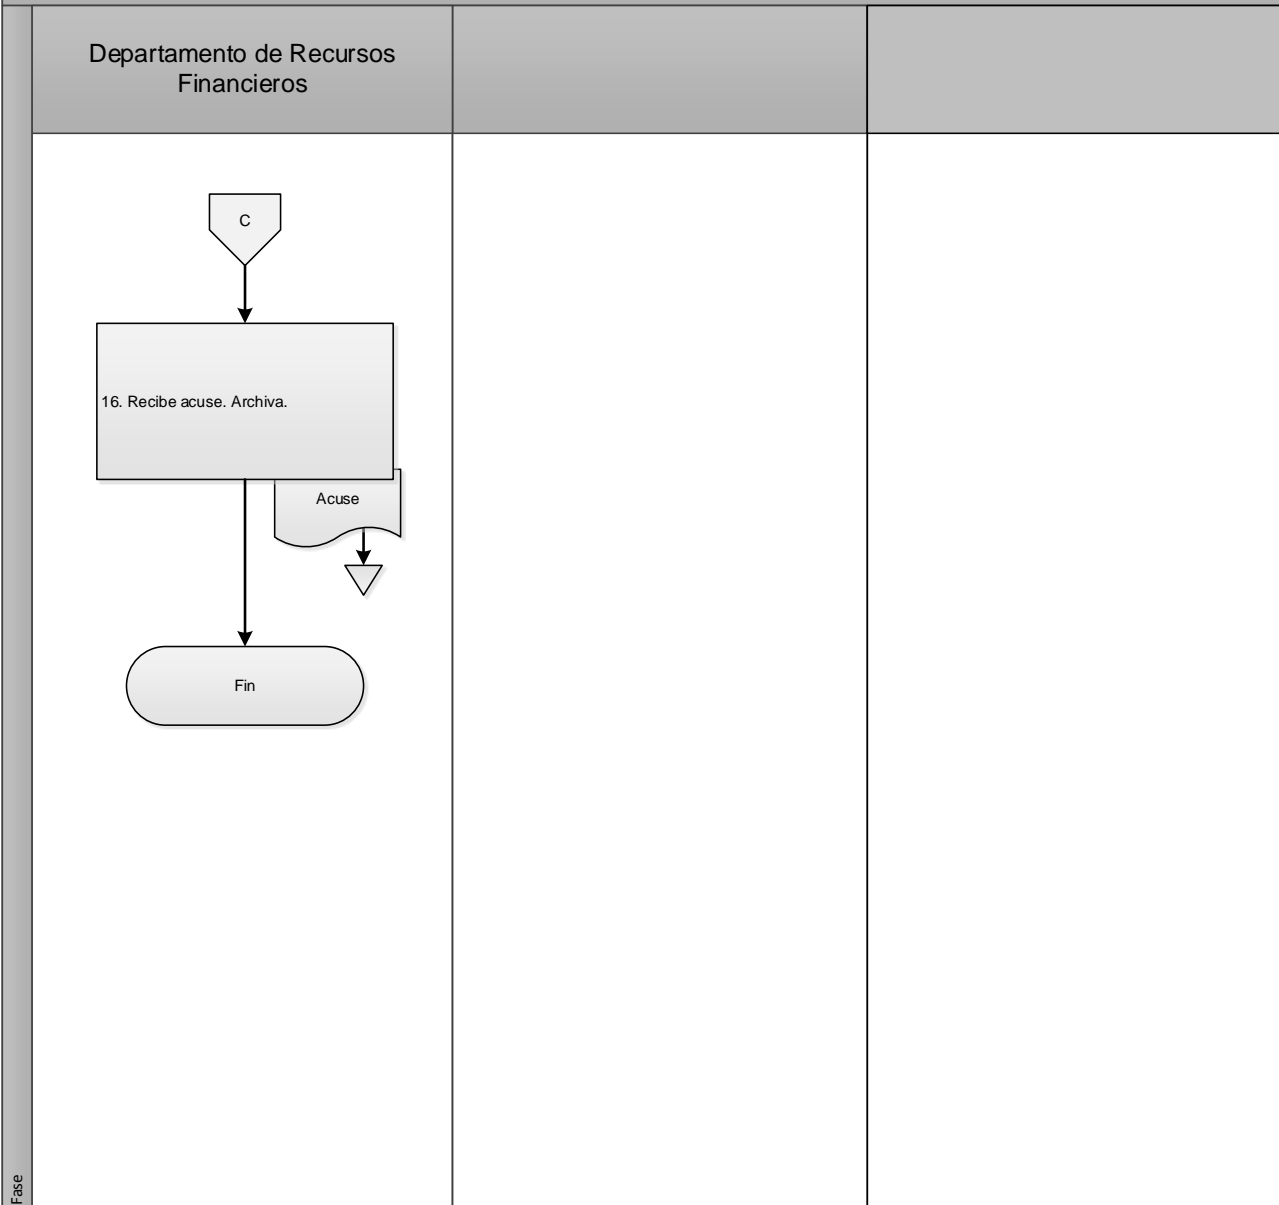 Departamento de Recursos
Financieros
C
16. Recibe acuse. Archiva.
Acuse
Fin
Fase